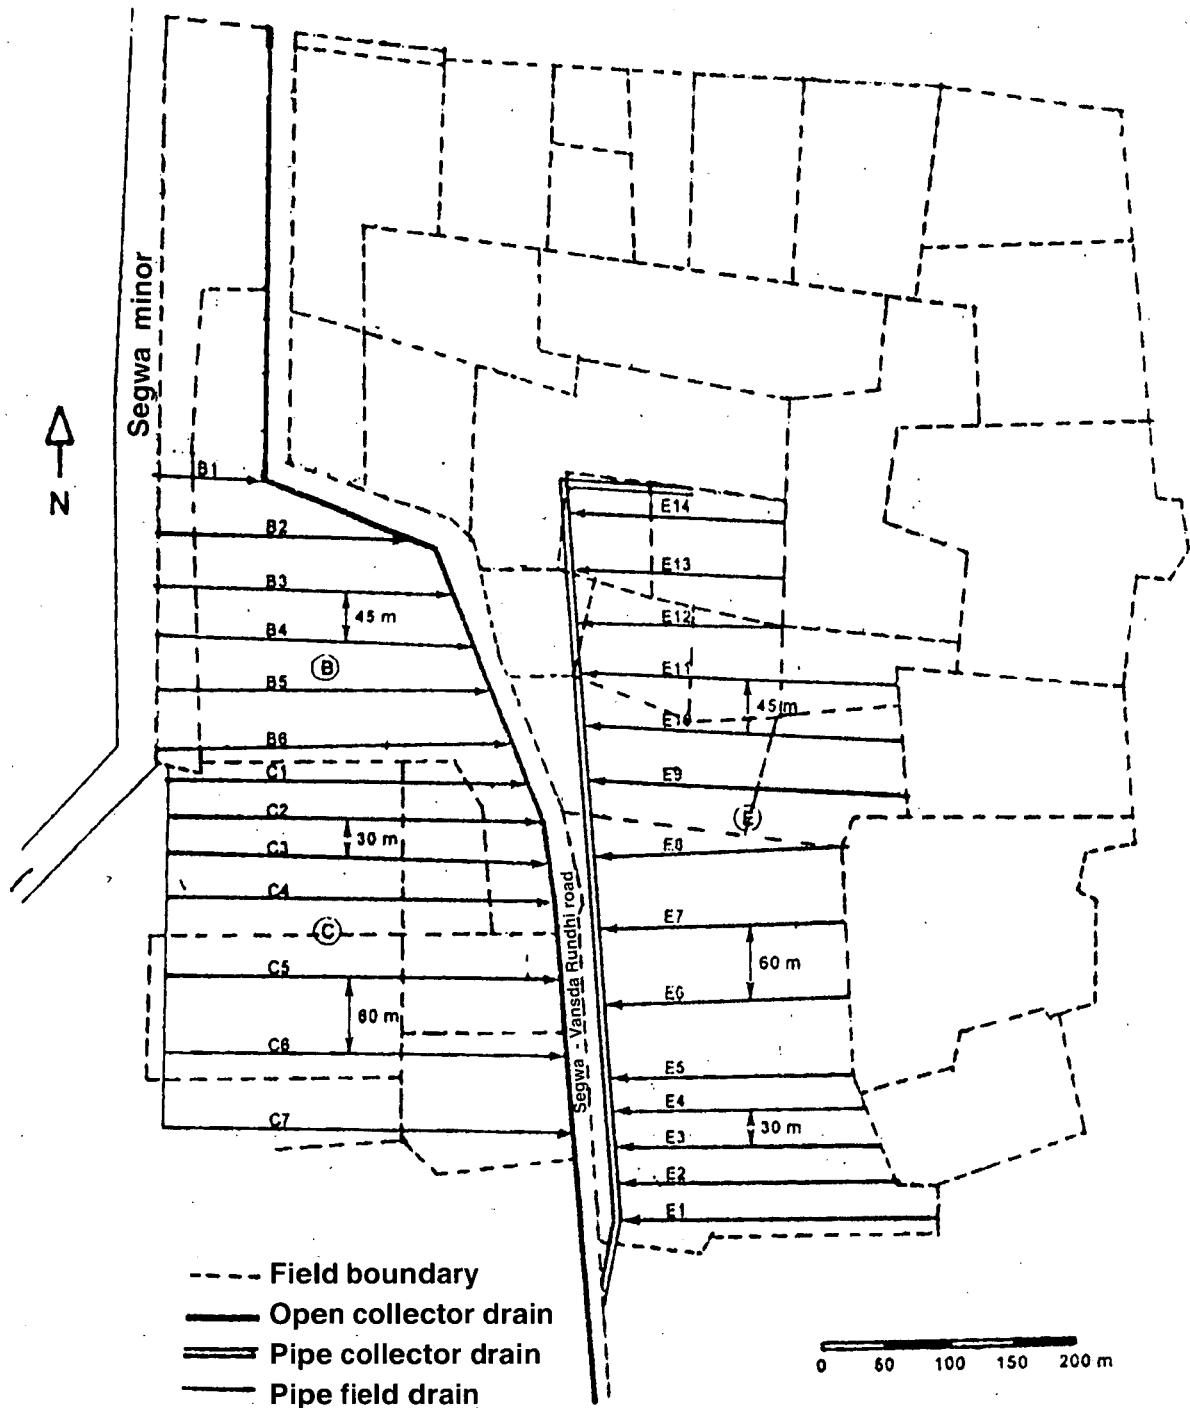 Segwa minor
N
B1
B2
B3
45 m
B4
B
B5
B6
C1
C2
30 m
C3
C4
C
C5
60 m
C6
C7
E14
E13
E12
E11
45 m
E10
E9
E
E8
E7
60 m
E6
E5
E4
30 m
E3
E2
E1
Segwa - Vansda Rundhi road
Field boundary
Open collector drain
Pipe collector drain
Pipe field drain
0 50 100 150 200 m